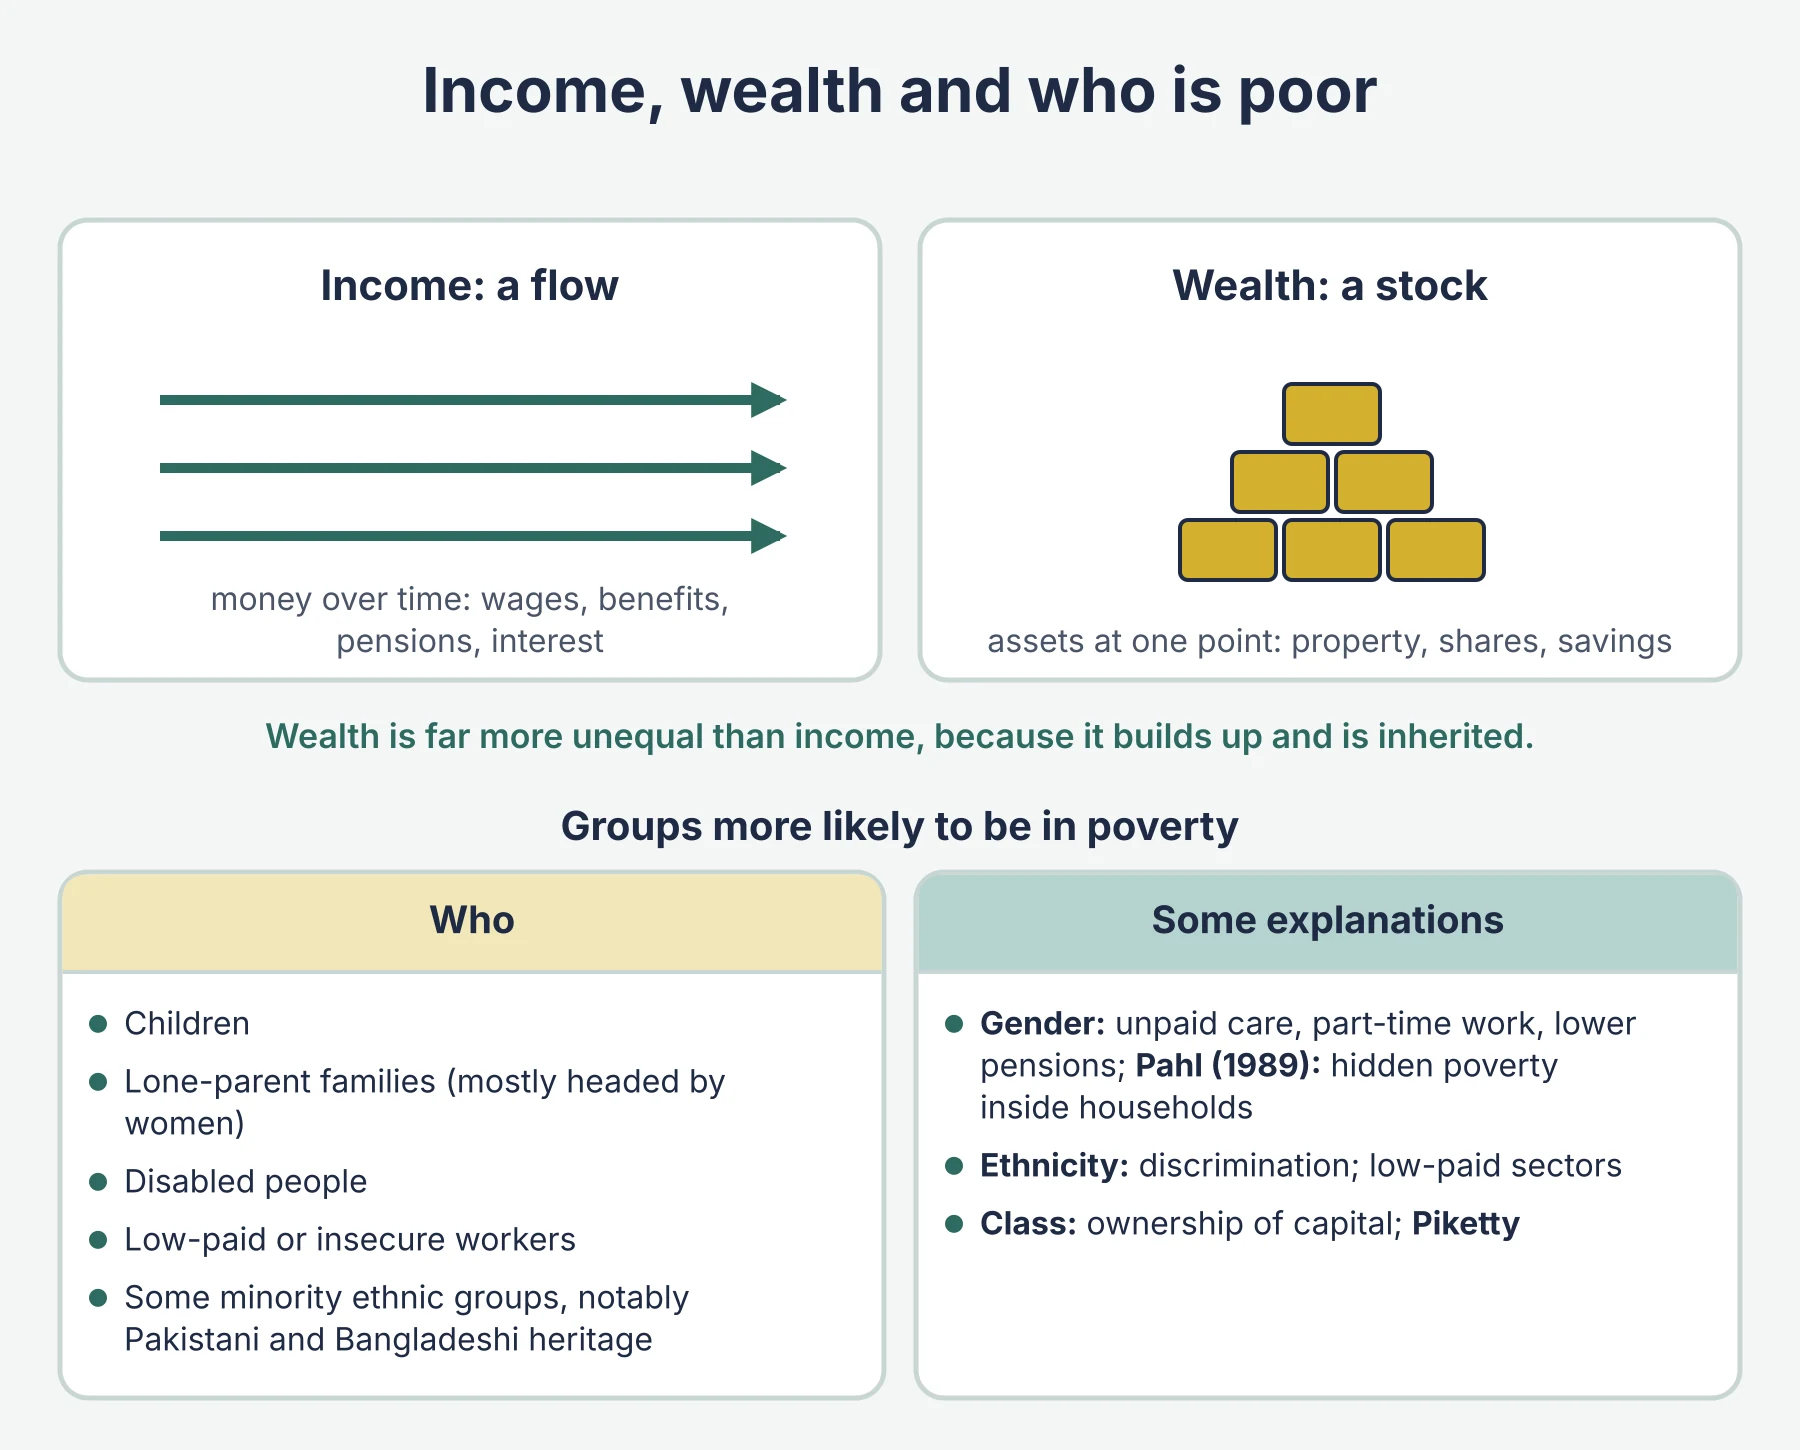 Income, wealth and who is poor
Income: a flow
money over time: wages, benefits,
pensions, interest
Wealth: a stock
assets at one point: property, shares, savings
Wealth is far more unequal than income, because it builds up and is inherited.
Groups more likely to be in poverty
Who
Children
Lone-parent families (mostly headed by
women)
Disabled people
Low-paid or insecure workers
Some minority ethnic groups, notably
Pakistani and Bangladeshi heritage
Some explanations
Gender: unpaid care, part-time work, lower
pensions; Pahl (1989): hidden poverty
inside households
Ethnicity: discrimination; low-paid sectors
Class: ownership of capital; Piketty